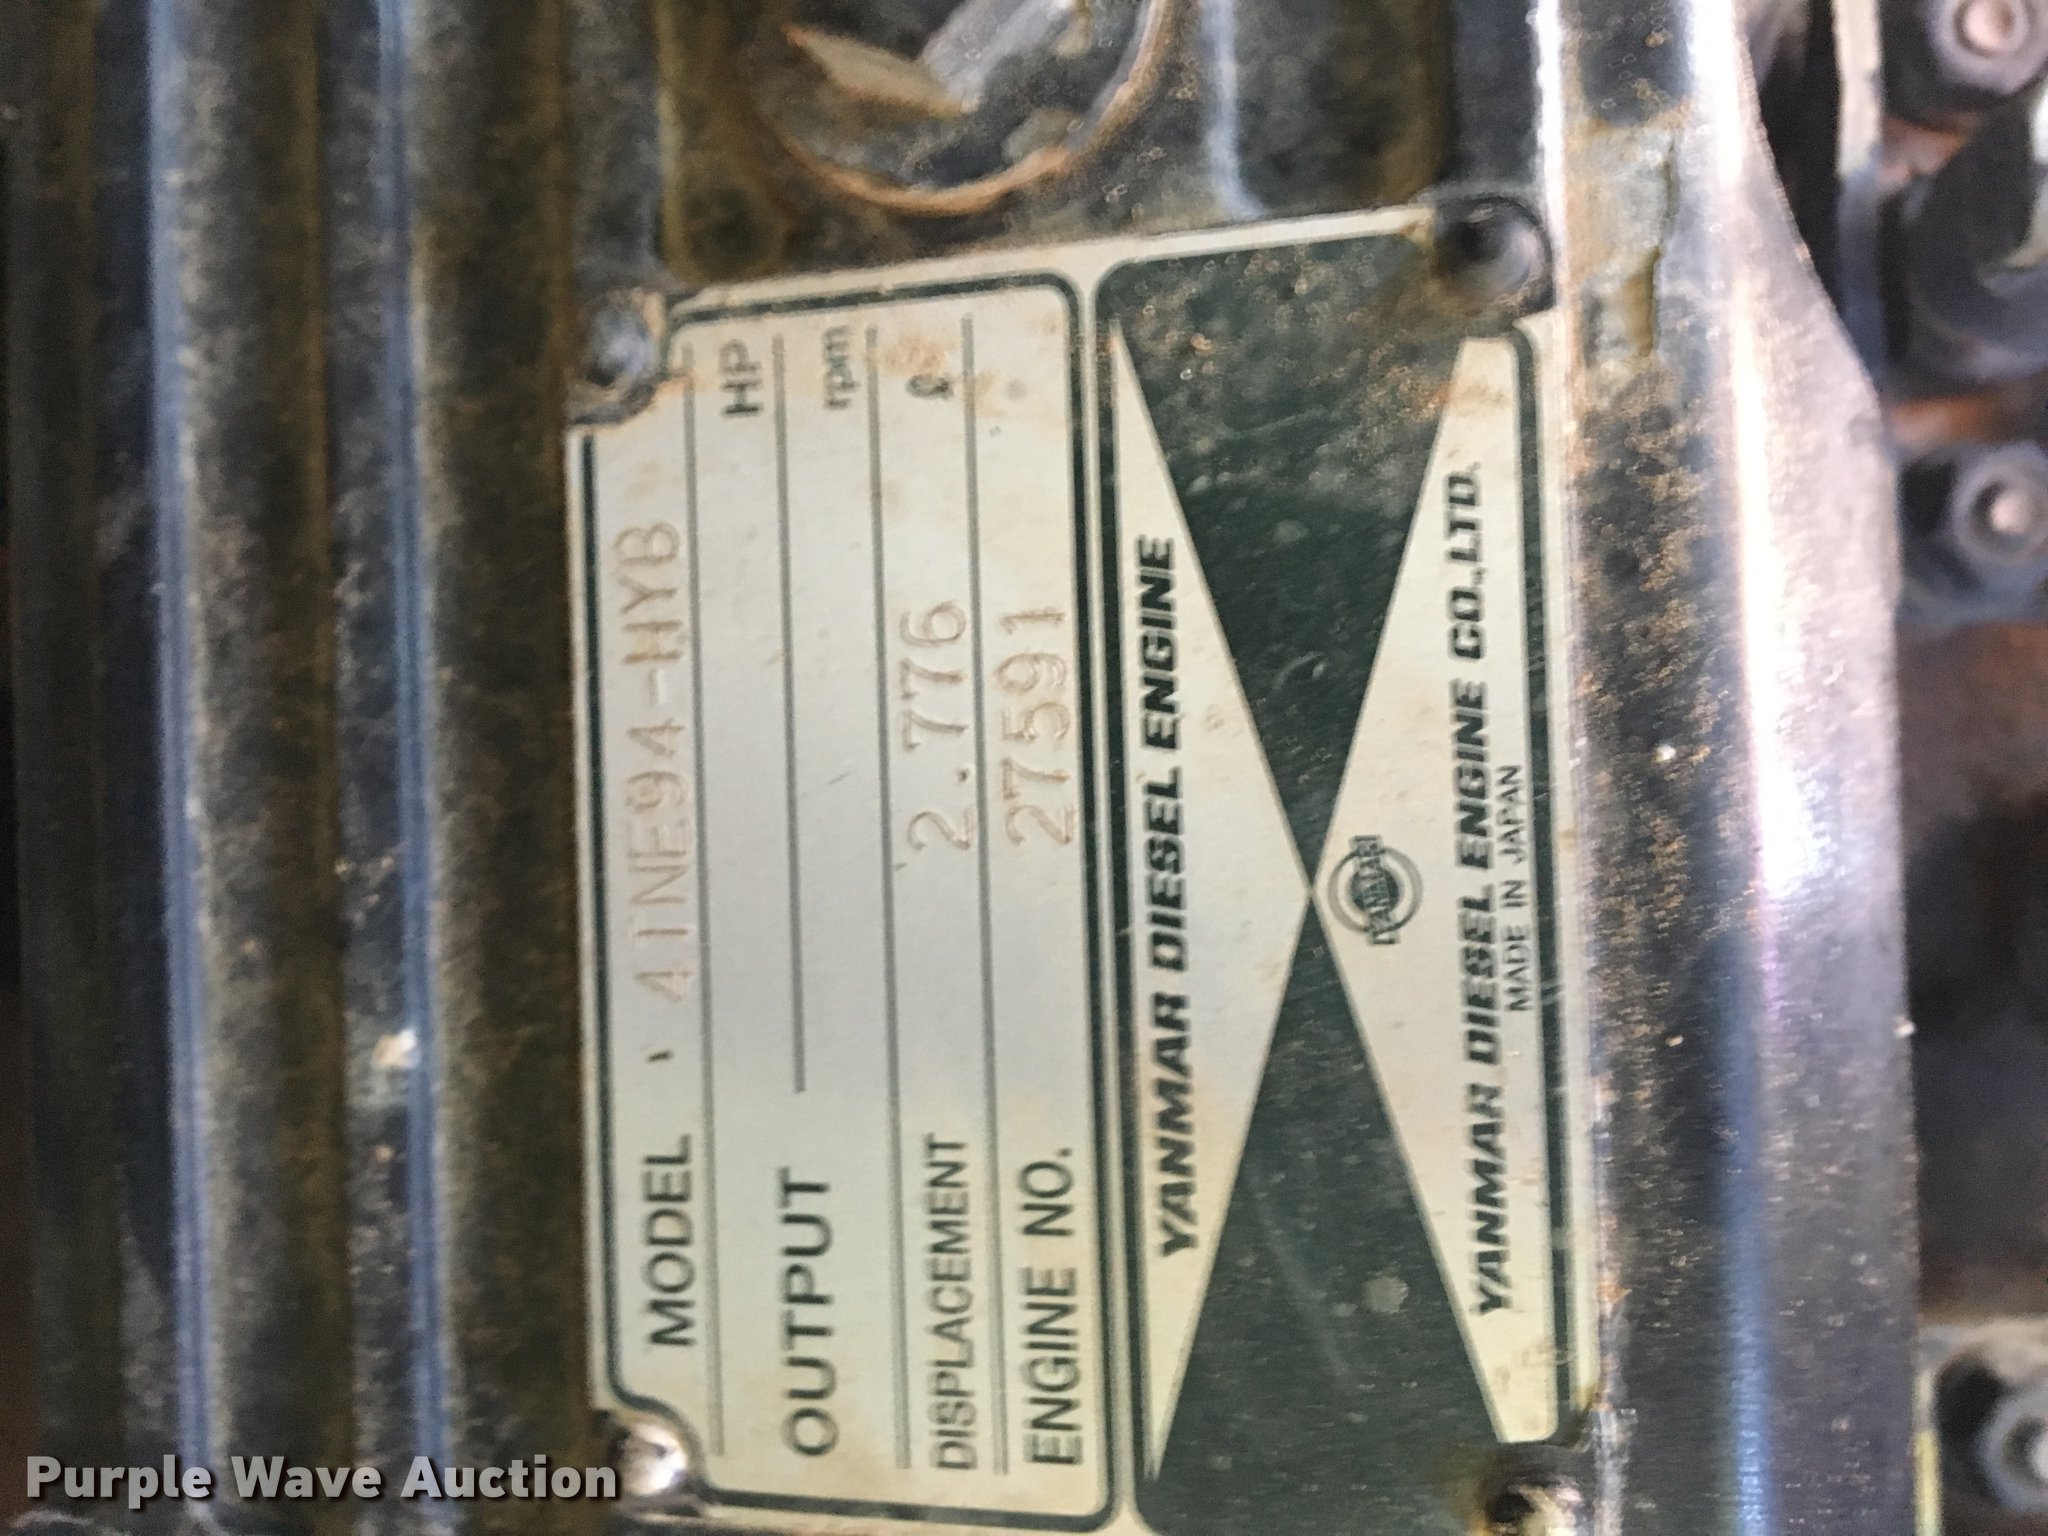 MODEL 4TNE94-HYB
HP
OUTPUT
rpm
DISPLACEMENT 2.776 ℓ
ENGINE NO. 27591
YANMAR DIESEL ENGINE
YANMAR
YANMAR DIESEL ENGINE CO.,LTD.
MADE IN JAPAN
Purple Wave Auction